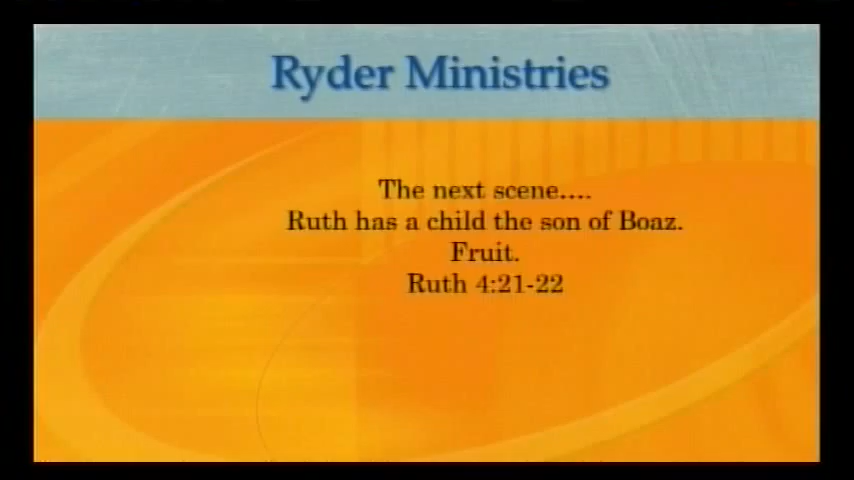 Ryder Ministries
The next scene....
Ruth has a child the son of Boaz.
Fruit.
Ruth 4:21-22